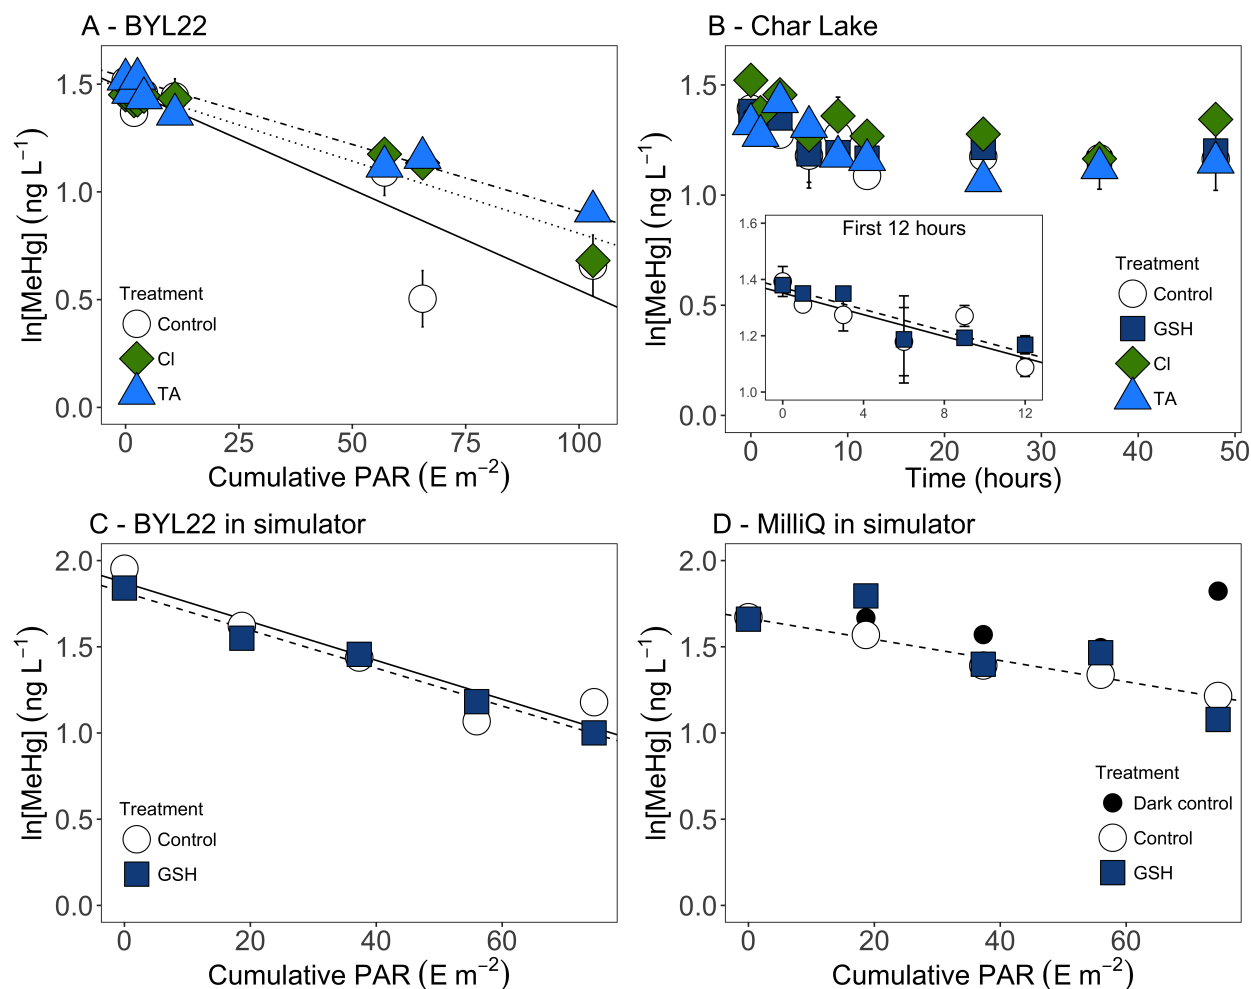 A - BYL22
ln[MeHg] (ng L⁻¹)
1.5
1.0
0.5
0.0
Treatment
Control
Cl
TA
0 25 50 75 100
Cumulative PAR (E m⁻²)
B - Char Lake
ln[MeHg] (ng L⁻¹)
1.5
1.0
0.5
0.0
First 12 hours
1.6
1.4
1.2
1.0
0 4 8 12
Treatment
Control
GSH
Cl
TA
0 10 20 30 40 50
Time (hours)
C - BYL22 in simulator
ln[MeHg] (ng L⁻¹)
2.0
1.5
1.0
0.5
0.0
Treatment
Control
GSH
0 20 40 60
Cumulative PAR (E m⁻²)
D - MilliQ in simulator
ln[MeHg] (ng L⁻¹)
2.0
1.5
1.0
0.5
0.0
Treatment
Dark control
Control
GSH
0 20 40 60
Cumulative PAR (E m⁻²)